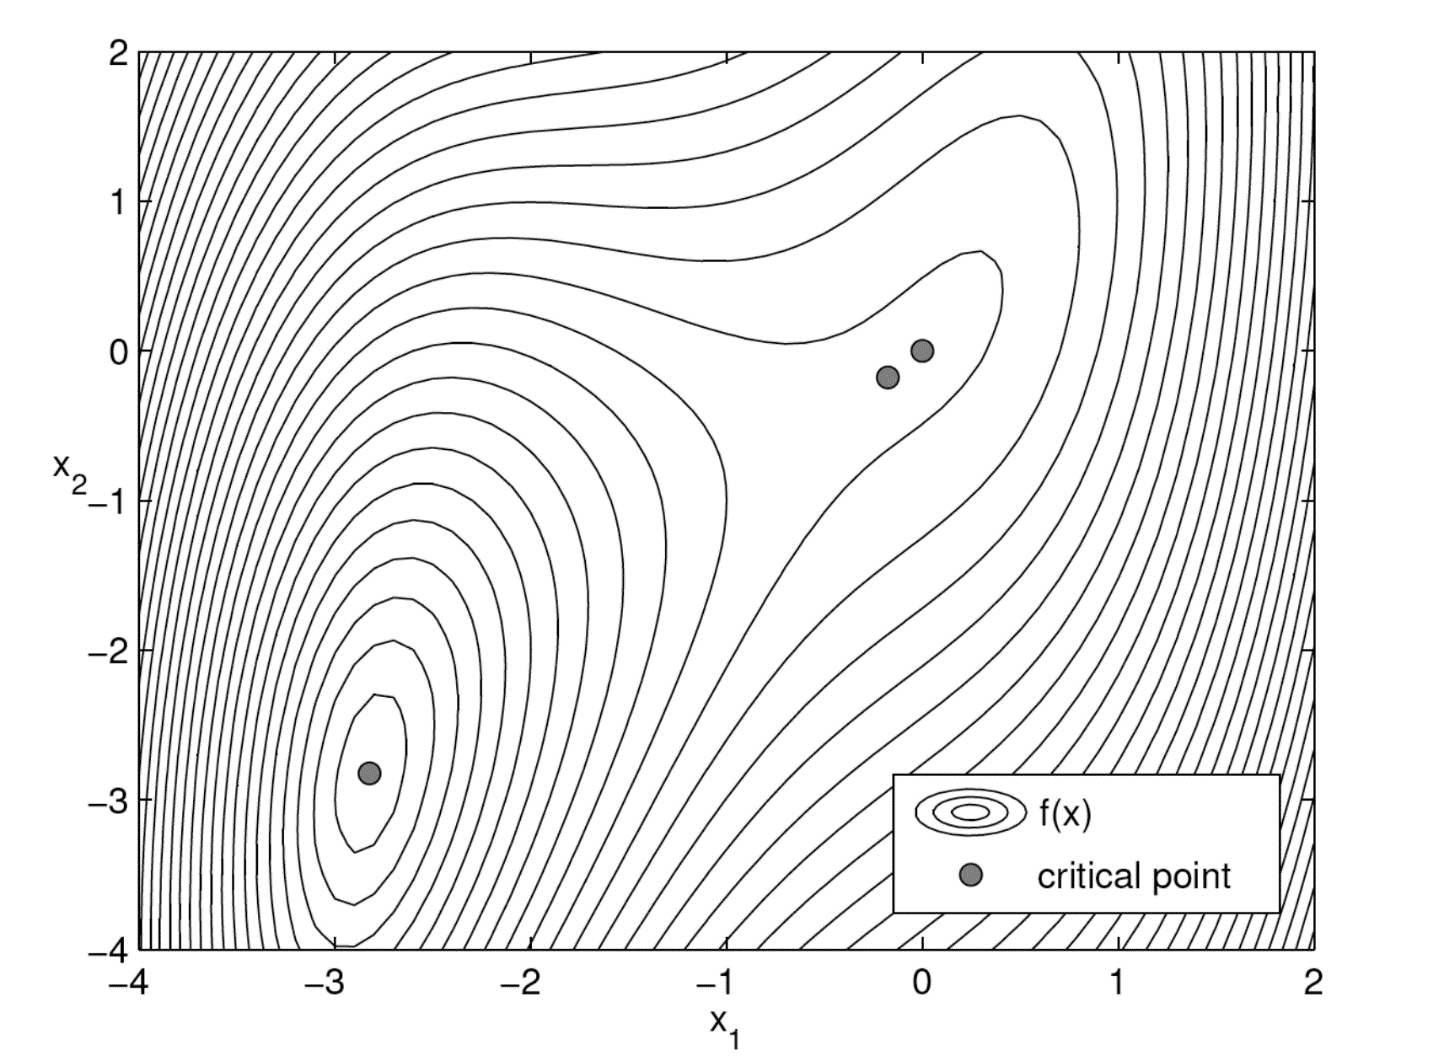 2
1
0
−1
−2
−3
−4
x2
−4 −3 −2 −1 0 1 2
x1
f(x)
critical point